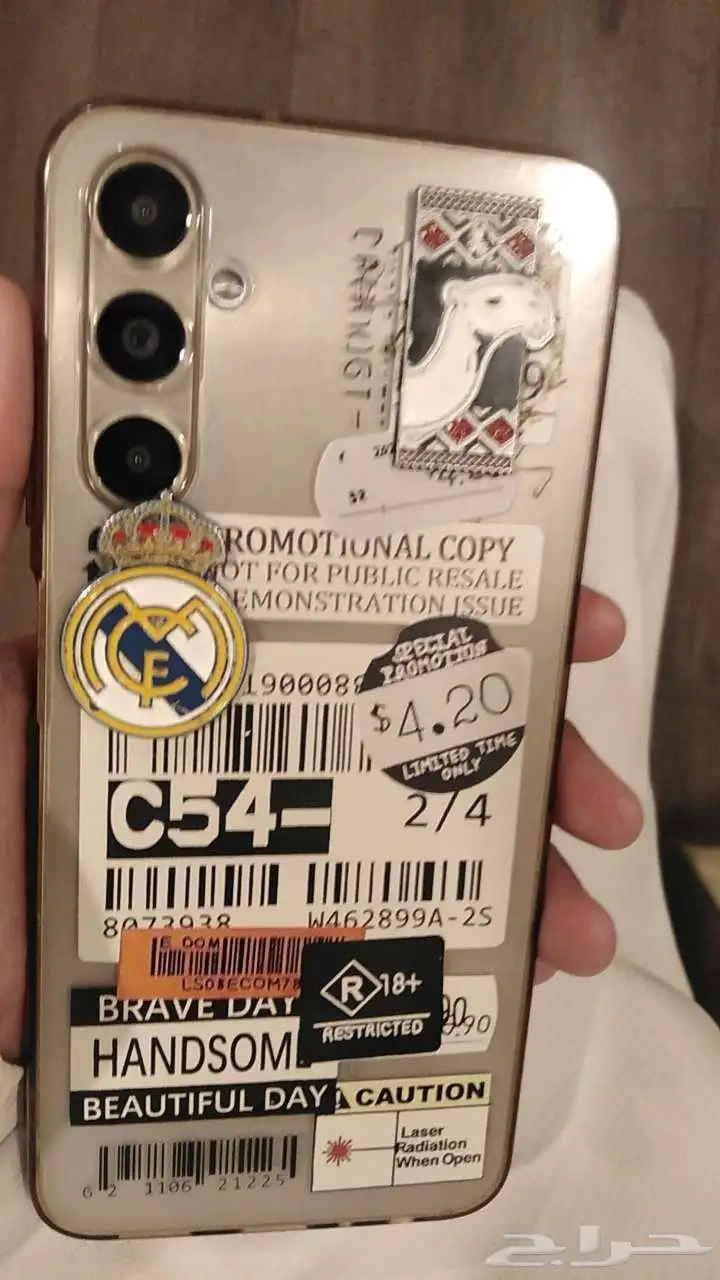 PROMOTIONAL COPY
NOT FOR PUBLIC RESALE
DEMONSTRATION ISSUE
SPECIAL
PROMOTION
$4.20
LIMITED TIME
ONLY
C54-
2/4
8073938
W462899A-2S
R 18+
RESTRICTED
BRAVE DAY
HANDSOM
BEAUTIFUL DAY
CAUTION
Laser
Radiation
When Open
6 2 1106 21225
حراج